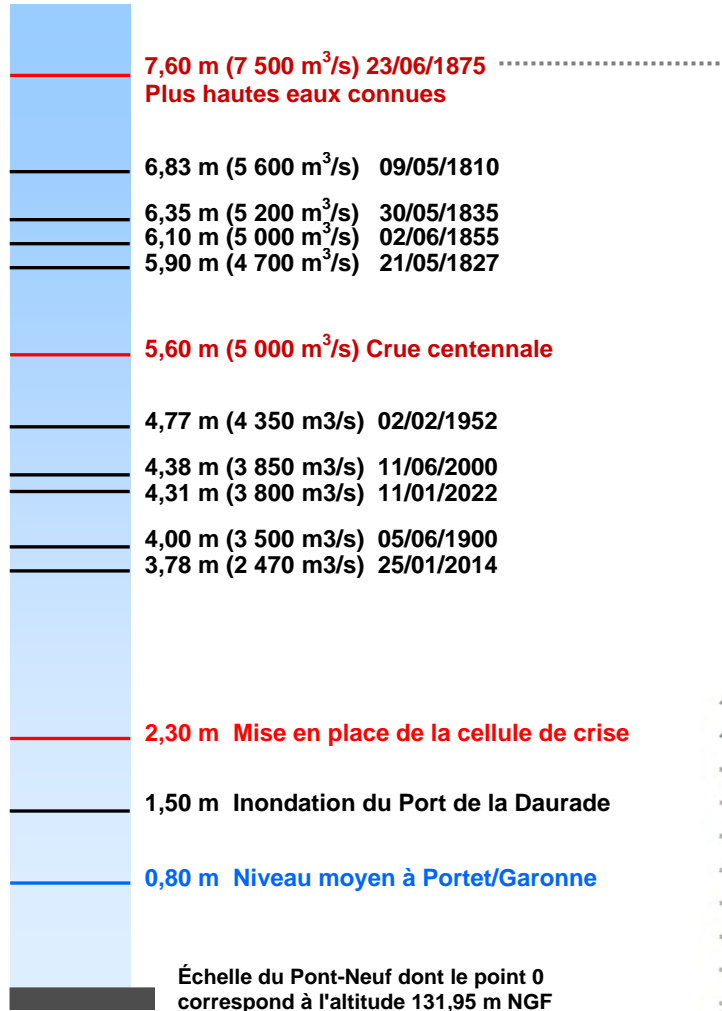 7,60 m (7 500 m³/s) 23/06/1875
Plus hautes eaux connues
6,83 m (5 600 m³/s) 09/05/1810
6,35 m (5 200 m³/s) 30/05/1835
6,10 m (5 000 m³/s) 02/06/1855
5,90 m (4 700 m³/s) 21/05/1827
5,60 m (5 000 m³/s) Crue centennale
4,77 m (4 350 m3/s) 02/02/1952
4,38 m (3 850 m3/s) 11/06/2000
4,31 m (3 800 m3/s) 11/01/2022
4,00 m (3 500 m3/s) 05/06/1900
3,78 m (2 470 m3/s) 25/01/2014
2,30 m Mise en place de la cellule de crise
1,50 m Inondation du Port de la Daurade
0,80 m Niveau moyen à Portet/Garonne
Échelle du Pont-Neuf dont le point 0
correspond à l'altitude 131,95 m NGF